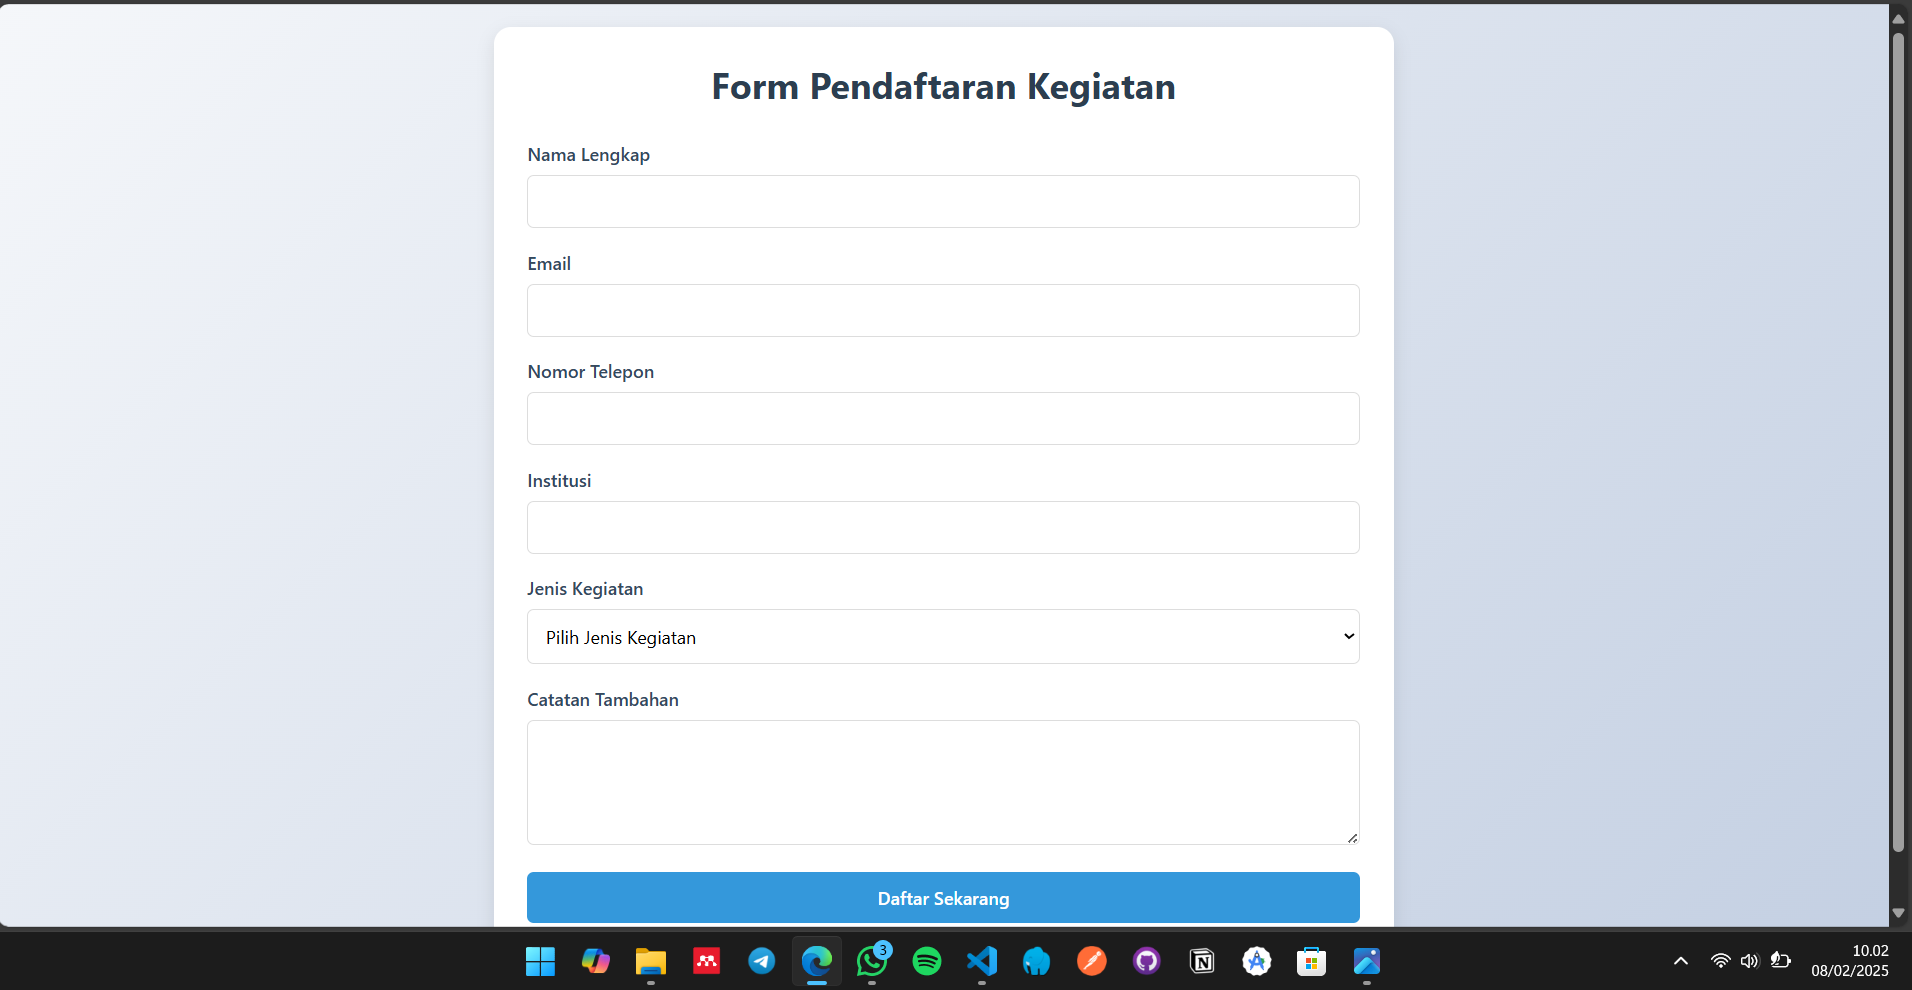 Form Pendaftaran Kegiatan
Nama Lengkap
Email
Nomor Telepon
Institusi
Jenis Kegiatan
Pilih Jenis Kegiatan
Catatan Tambahan
Daftar Sekarang
3
10.02
08/02/2025